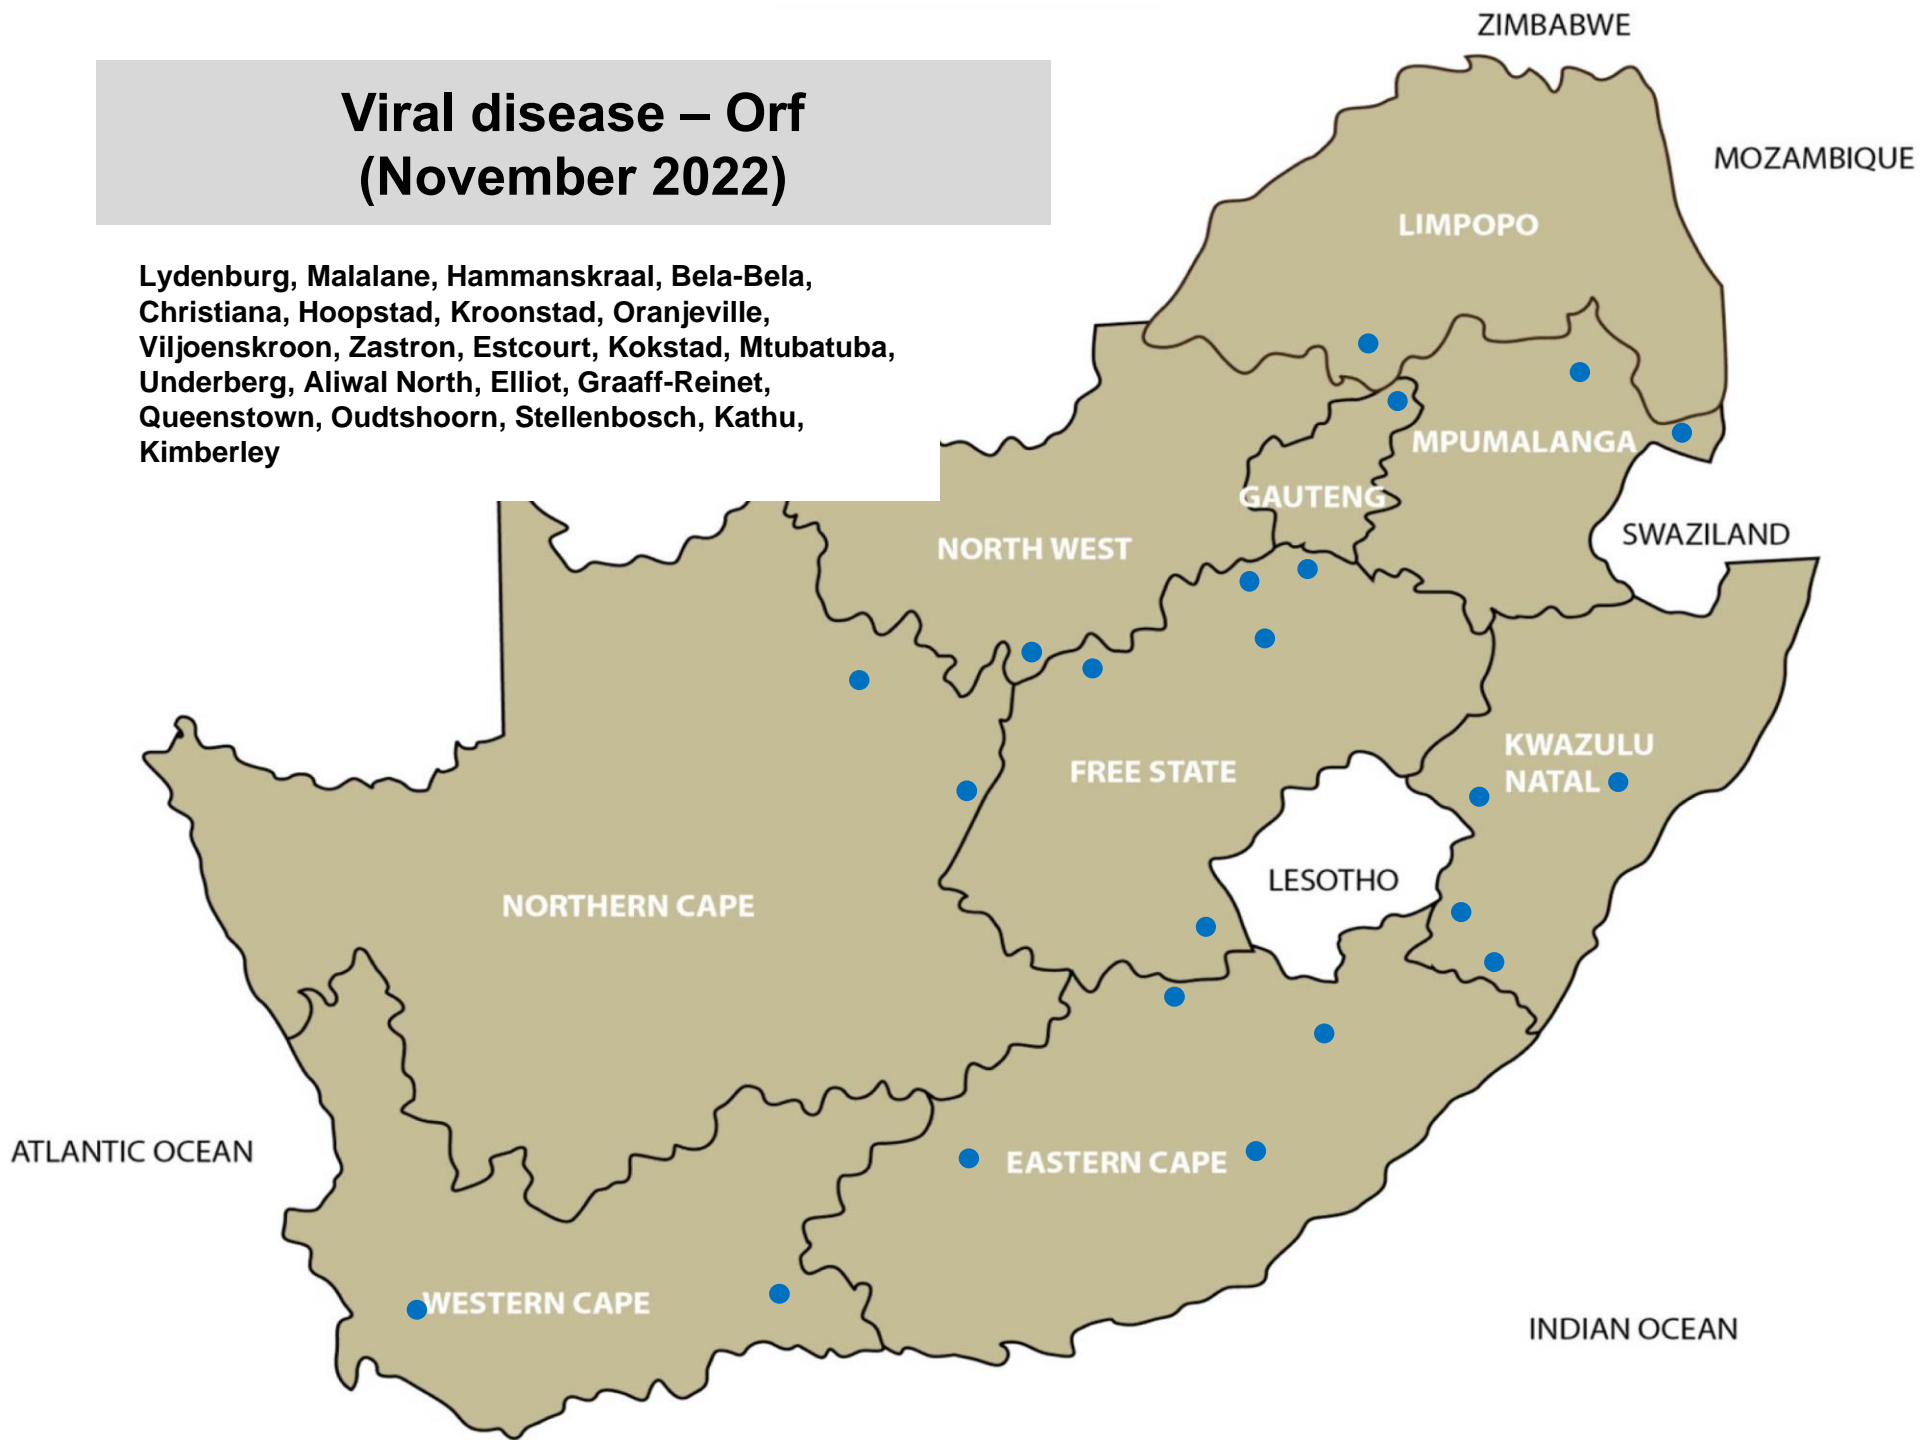 Viral disease – Orf
(November 2022)
Lydenburg, Malalane, Hammanskraal, Bela-Bela,
Christiana, Hoopstad, Kroonstad, Oranjeville,
Viljoenskroon, Zastron, Estcourt, Kokstad, Mtubatuba,
Underberg, Aliwal North, Elliot, Graaff-Reinet,
Queenstown, Oudtshoorn, Stellenbosch, Kathu,
Kimberley
ZIMBABWE
MOZAMBIQUE
LIMPOPO
MPUMALANGA
GAUTENG
SWAZILAND
NORTH WEST
KWAZULU
NATAL
FREE STATE
LESOTHO
NORTHERN CAPE
ATLANTIC OCEAN
EASTERN CAPE
WESTERN CAPE
INDIAN OCEAN